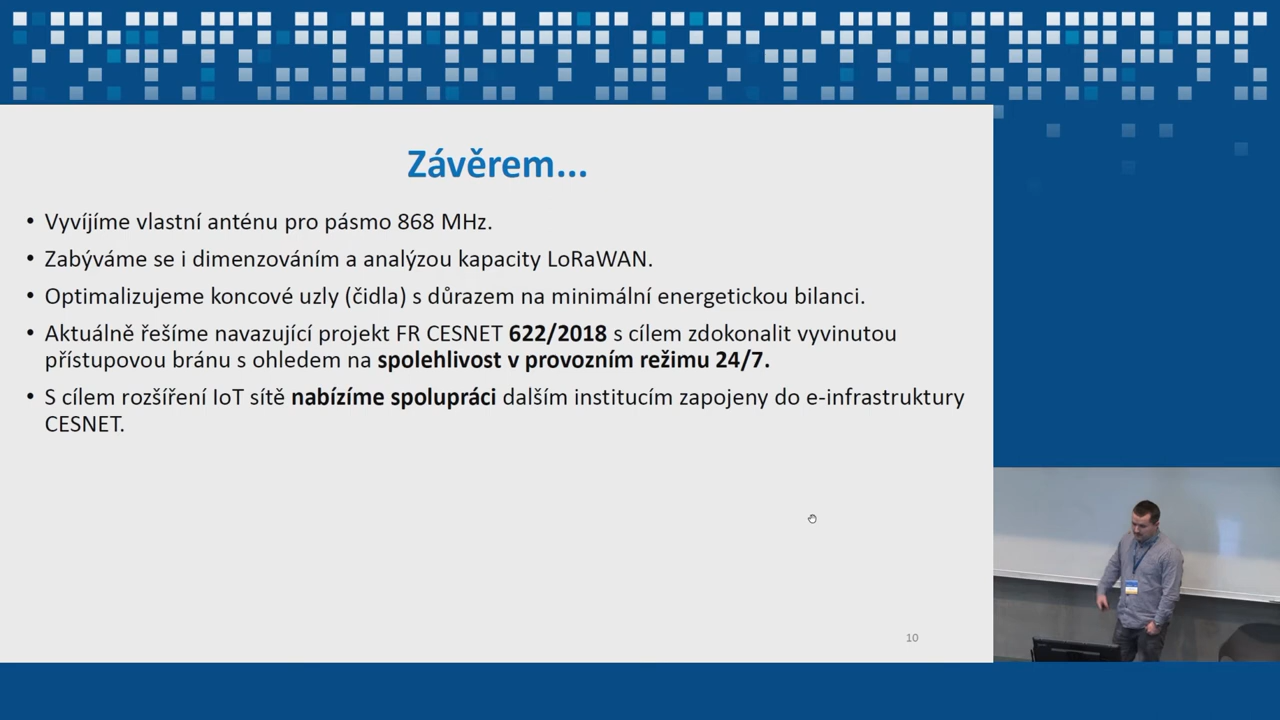 Závěrem...
• Vyvíjíme vlastní anténu pro pásmo 868 MHz.
• Zabýváme se i dimenzováním a analýzou kapacity LoRaWAN.
• Optimalizujeme koncové uzly (čidla) s důrazem na minimální energetickou bilanci.
• Aktuálně řešíme navazující projekt FR CESNET 622/2018 s cílem zdokonalit vyvinutou
přístupovou bránu s ohledem na spolehlivost v provozním režimu 24/7.
• S cílem rozšíření IoT sítě nabízíme spolupráci dalším institucím zapojeny do e-infrastruktury
CESNET.
10